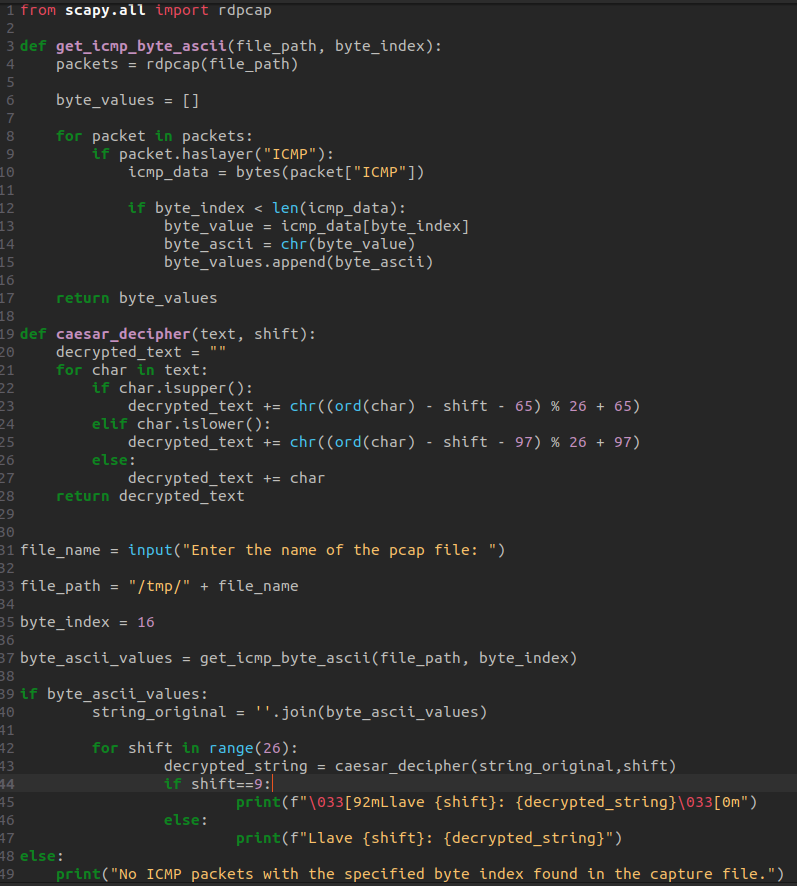 1 from scapy.all import rdpcap
2
3 def get_icmp_byte_ascii(file_path, byte_index):
4     packets = rdpcap(file_path)
5
6     byte_values = []
7
8     for packet in packets:
9         if packet.haslayer("ICMP"):
10             icmp_data = bytes(packet["ICMP"])
11
12             if byte_index < len(icmp_data):
13                 byte_value = icmp_data[byte_index]
14                 byte_ascii = chr(byte_value)
15                 byte_values.append(byte_ascii)
16
17     return byte_values
18
19 def caesar_decipher(text, shift):
20     decrypted_text = ""
21     for char in text:
22         if char.isupper():
23             decrypted_text += chr((ord(char) - shift - 65) % 26 + 65)
24         elif char.islower():
25             decrypted_text += chr((ord(char) - shift - 97) % 26 + 97)
26         else:
27             decrypted_text += char
28     return decrypted_text
29
30
31 file_name = input("Enter the name of the pcap file: ")
32
33 file_path = "/tmp/" + file_name
34
35 byte_index = 16
36
37 byte_ascii_values = get_icmp_byte_ascii(file_path, byte_index)
38
39 if byte_ascii_values:
40         string_original = ''.join(byte_ascii_values)
41
42         for shift in range(26):
43                 decrypted_string = caesar_decipher(string_original,shift)
44                 if shift==9:
45                         print(f"\033[92mLlave {shift}: {decrypted_string}\033[0m")
46                 else:
47                         print(f"Llave {shift}: {decrypted_string}")
48 else:
49     print("No ICMP packets with the specified byte index found in the capture file.")